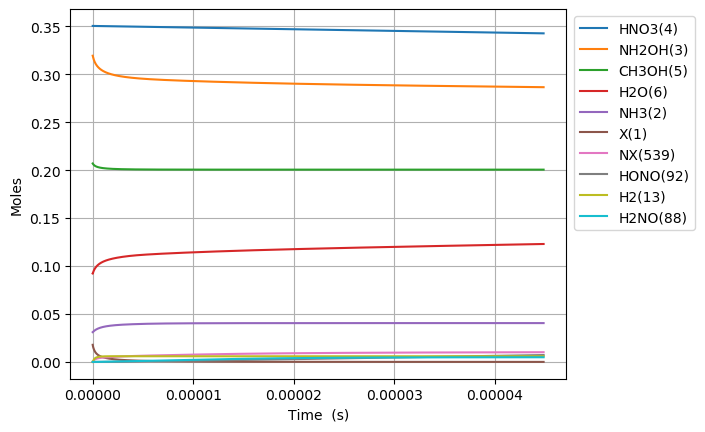 0.35
0.30
0.25
0.20
0.15
0.10
0.05
0.00
Moles
0.00000 0.00001 0.00002 0.00003 0.00004
Time (s)
HNO3(4)
NH2OH(3)
CH3OH(5)
H2O(6)
NH3(2)
X(1)
NX(539)
HONO(92)
H2(13)
H2NO(88)